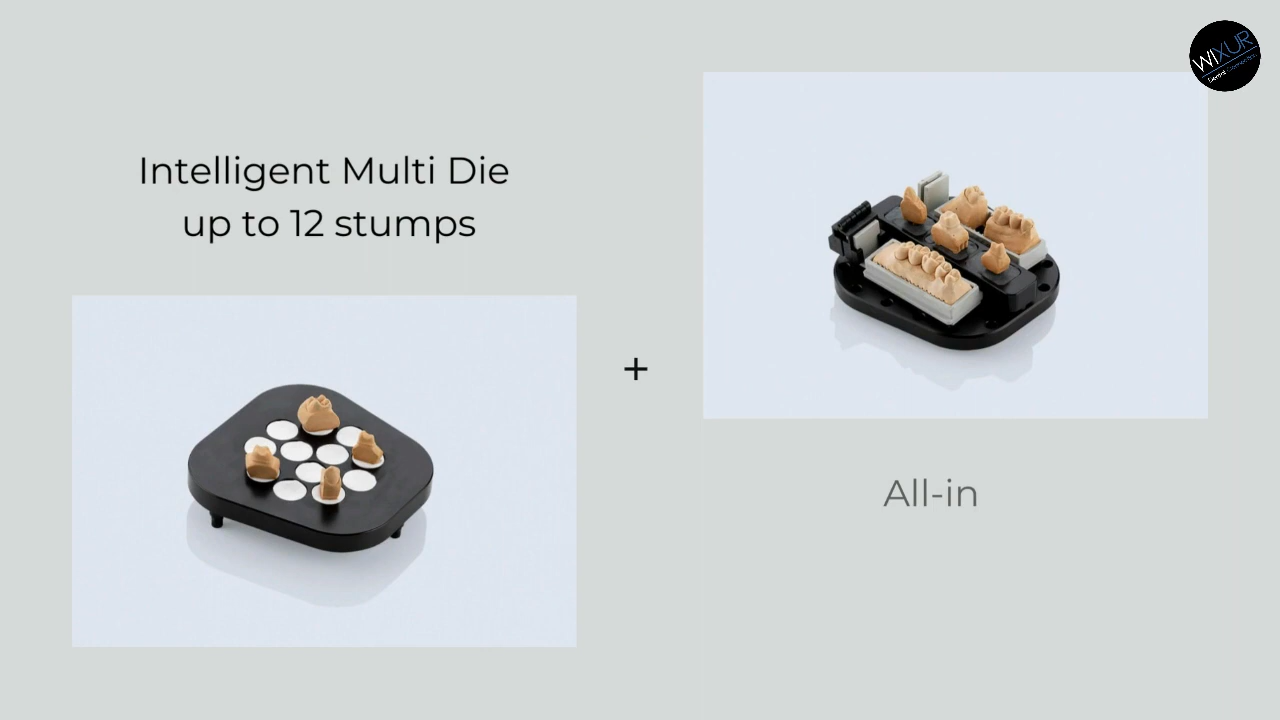 WIXUR
Intelligent Multi Die
up to 12 stumps
+
All-in